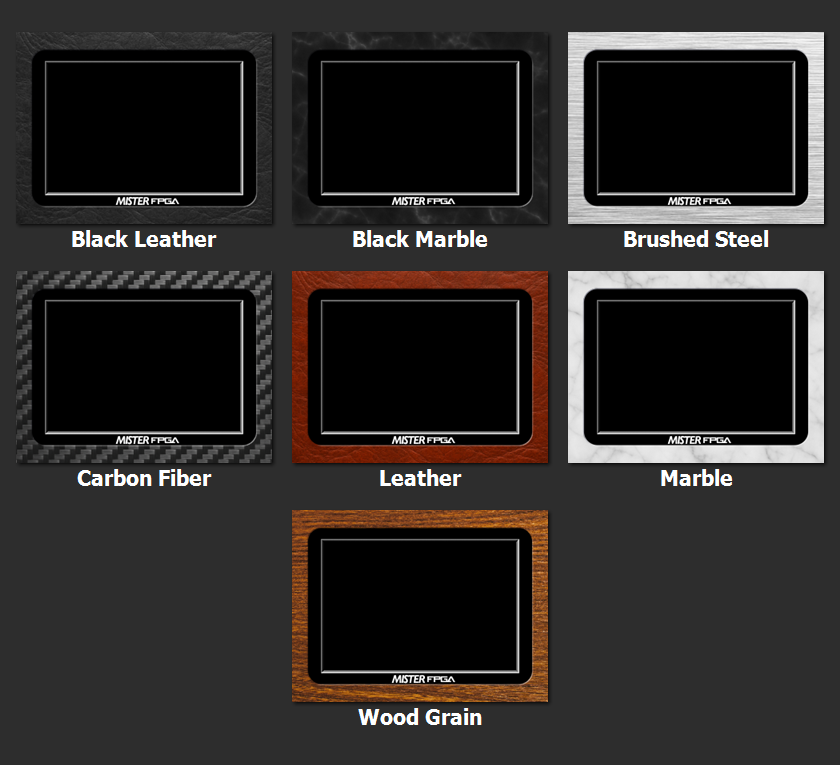 MISTER FPGA
MISTER FPGA
MISTER FPGA
Black Leather
Black Marble
Brushed Steel
MISTER FPGA
MISTER FPGA
MISTER FPGA
Carbon Fiber
Leather
Marble
MISTER FPGA
Wood Grain